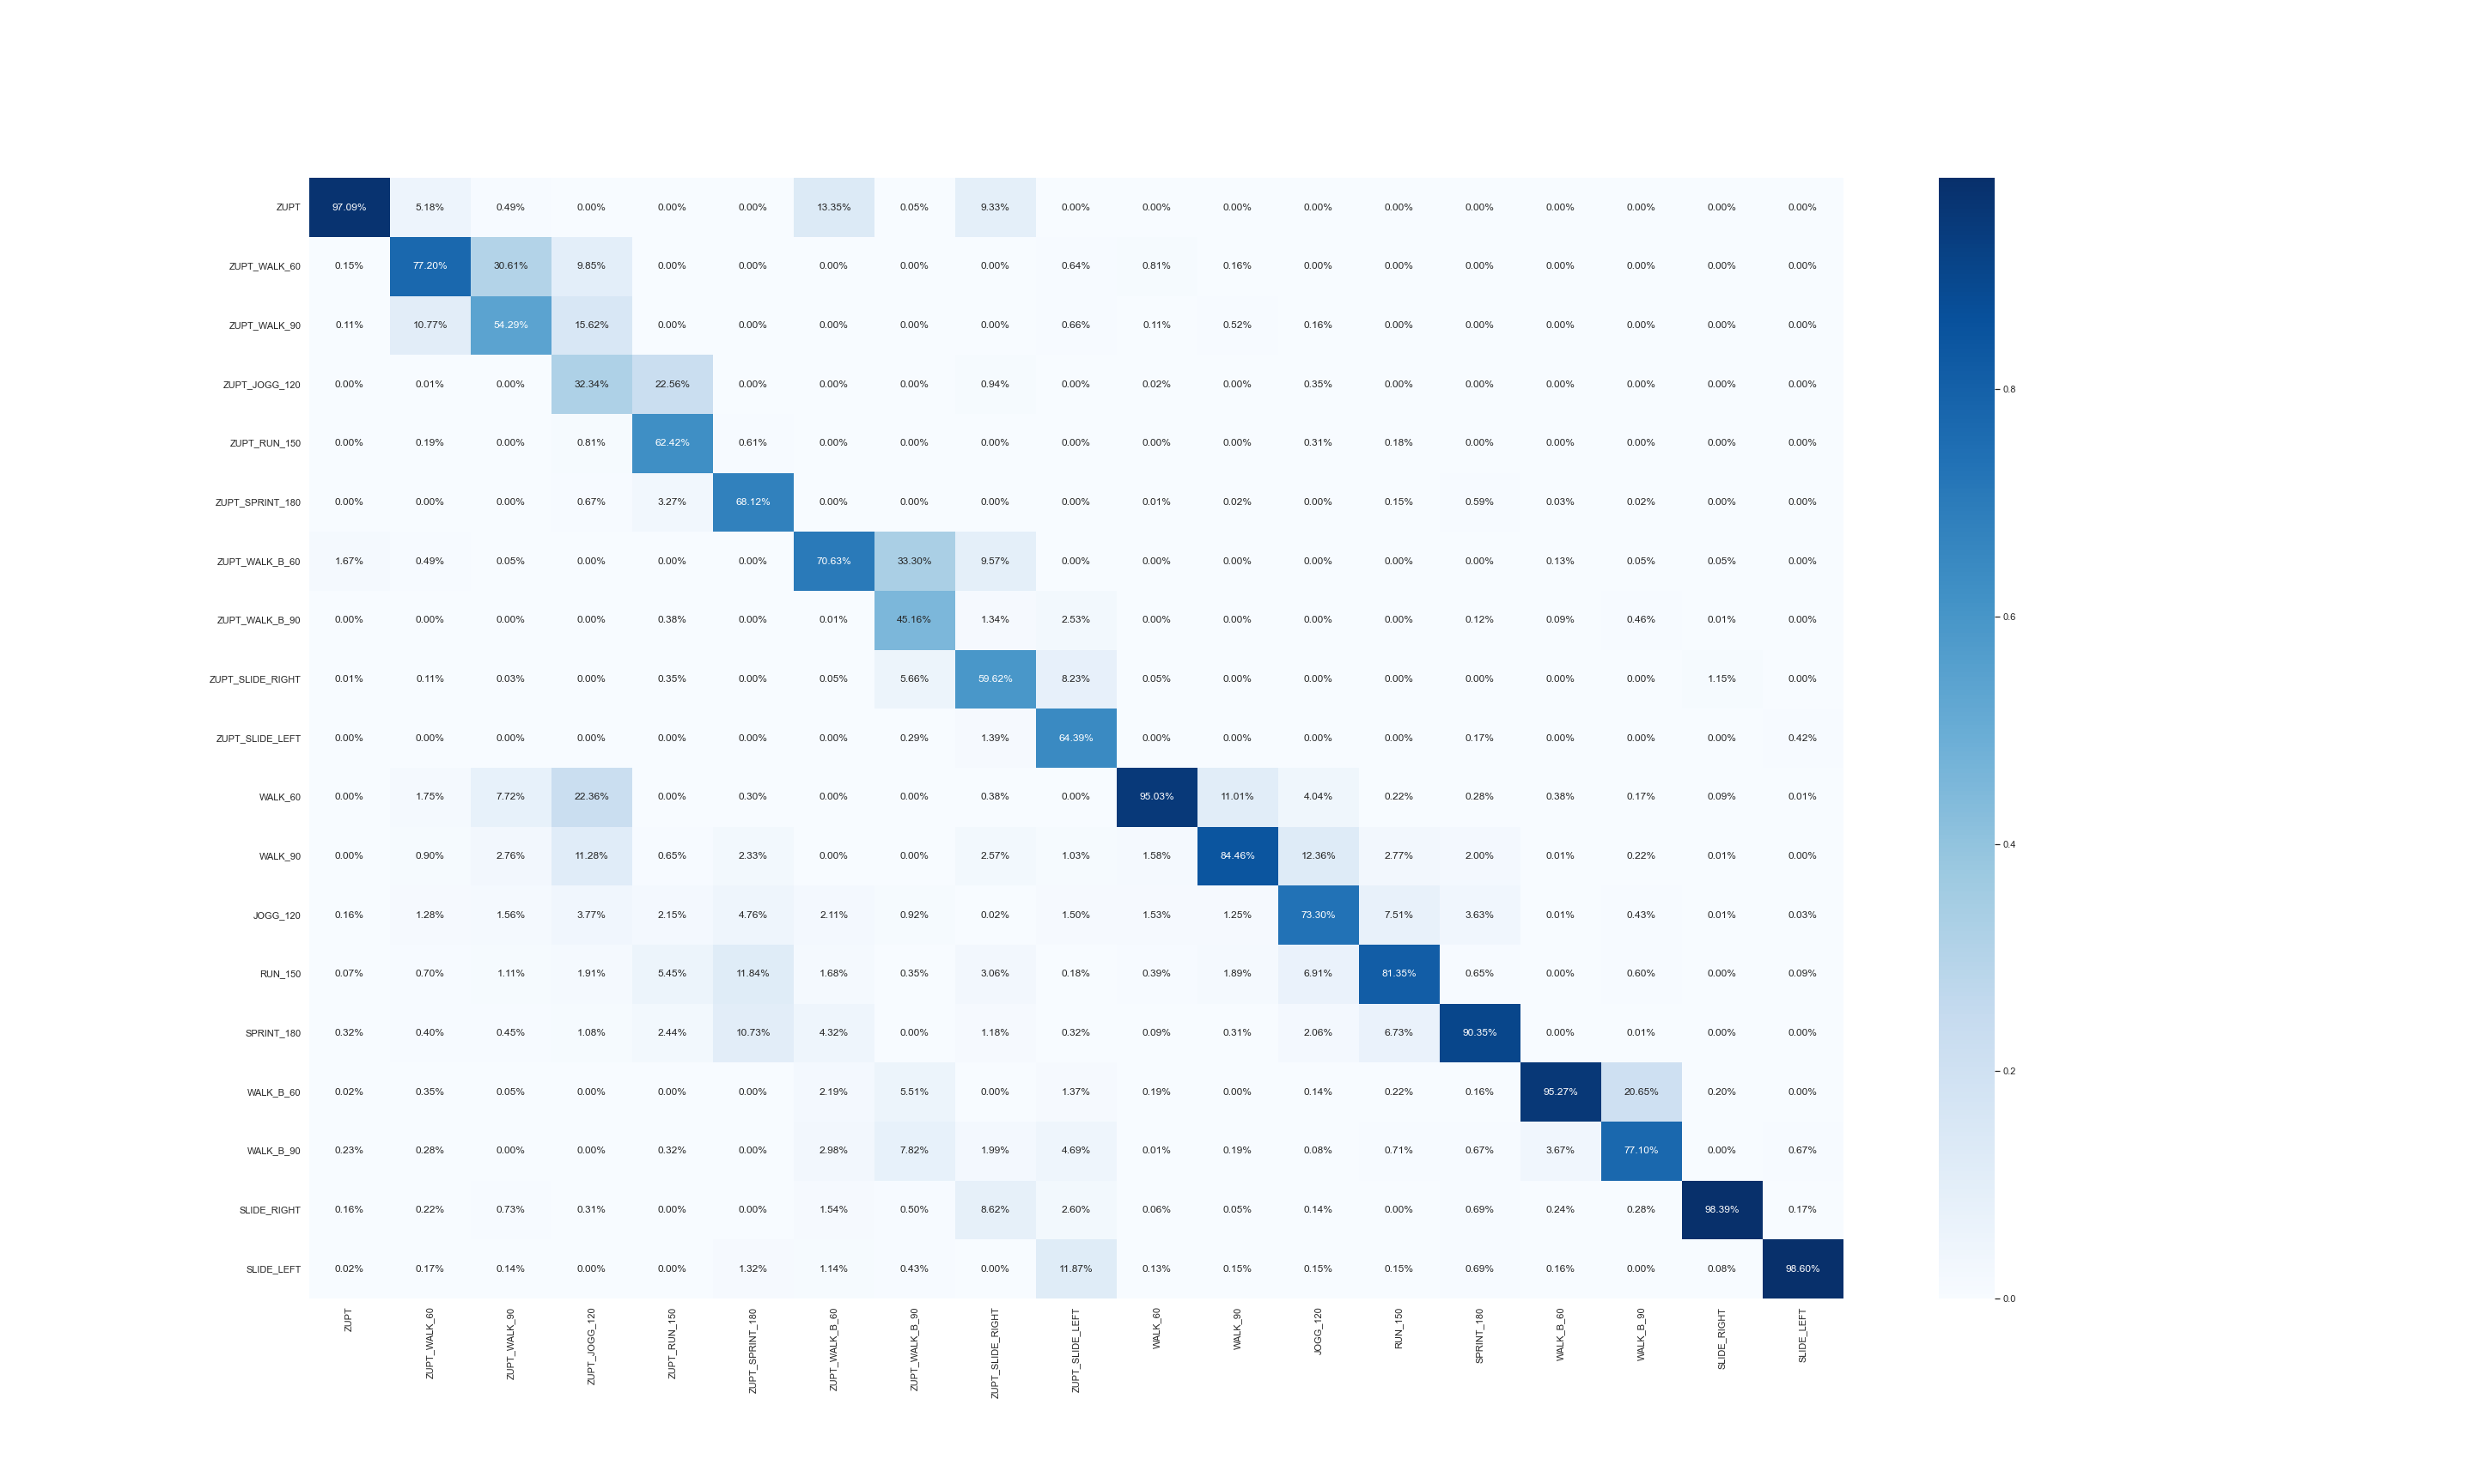 ZUPT 97.09% 5.18% 0.49% 0.00% 0.00% 0.00% 13.35% 0.05% 9.33% 0.00% 0.00% 0.00% 0.00% 0.00% 0.00% 0.00% 0.00% 0.00% 0.00%
ZUPT_WALK_60 0.15% 77.20% 30.61% 9.85% 0.00% 0.00% 0.00% 0.00% 0.00% 0.64% 0.81% 0.16% 0.00% 0.00% 0.00% 0.00% 0.00% 0.00% 0.00%
ZUPT_WALK_90 0.11% 10.77% 54.29% 15.62% 0.00% 0.00% 0.00% 0.00% 0.00% 0.66% 0.11% 0.52% 0.16% 0.00% 0.00% 0.00% 0.00% 0.00% 0.00%
ZUPT_JOGG_120 0.00% 0.01% 0.00% 32.34% 22.56% 0.00% 0.00% 0.00% 0.94% 0.00% 0.02% 0.00% 0.35% 0.00% 0.00% 0.00% 0.00% 0.00% 0.00%
0.8
ZUPT_RUN_150 0.00% 0.19% 0.00% 0.81% 62.42% 0.61% 0.00% 0.00% 0.00% 0.00% 0.00% 0.00% 0.31% 0.18% 0.00% 0.00% 0.00% 0.00% 0.00%
ZUPT_SPRINT_180 0.00% 0.00% 0.00% 0.67% 3.27% 68.12% 0.00% 0.00% 0.00% 0.00% 0.01% 0.02% 0.00% 0.15% 0.59% 0.03% 0.02% 0.00% 0.00%
ZUPT_WALK_B_60 1.67% 0.49% 0.05% 0.00% 0.00% 0.00% 70.63% 33.30% 9.57% 0.00% 0.00% 0.00% 0.00% 0.00% 0.00% 0.13% 0.05% 0.05% 0.00%
ZUPT_WALK_B_90 0.00% 0.00% 0.00% 0.00% 0.38% 0.00% 0.01% 45.16% 1.34% 2.53% 0.00% 0.00% 0.00% 0.00% 0.12% 0.09% 0.46% 0.01% 0.00%
0.6
ZUPT_SLIDE_RIGHT 0.01% 0.11% 0.03% 0.00% 0.35% 0.00% 0.05% 5.66% 59.62% 8.23% 0.05% 0.00% 0.00% 0.00% 0.00% 0.00% 0.00% 1.15% 0.00%
ZUPT_SLIDE_LEFT 0.00% 0.00% 0.00% 0.00% 0.00% 0.00% 0.00% 0.29% 1.39% 64.39% 0.00% 0.00% 0.00% 0.00% 0.17% 0.00% 0.00% 0.00% 0.42%
WALK_60 0.00% 1.75% 7.72% 22.36% 0.00% 0.30% 0.00% 0.00% 0.38% 0.00% 95.03% 11.01% 4.04% 0.22% 0.28% 0.38% 0.17% 0.09% 0.01%
0.4
WALK_90 0.00% 0.90% 2.76% 11.28% 0.65% 2.33% 0.00% 0.00% 2.57% 1.03% 1.58% 84.46% 12.36% 2.77% 2.00% 0.01% 0.22% 0.01% 0.00%
JOGG_120 0.16% 1.28% 1.56% 3.77% 2.15% 4.76% 2.11% 0.92% 0.02% 1.50% 1.53% 1.25% 73.30% 7.51% 3.63% 0.01% 0.43% 0.01% 0.03%
RUN_150 0.07% 0.70% 1.11% 1.91% 5.45% 11.84% 1.68% 0.35% 3.06% 0.18% 0.39% 1.89% 6.91% 81.35% 0.65% 0.00% 0.60% 0.00% 0.09%
SPRINT_180 0.32% 0.40% 0.45% 1.08% 2.44% 10.73% 4.32% 0.00% 1.18% 0.32% 0.09% 0.31% 2.06% 6.73% 90.35% 0.00% 0.01% 0.00% 0.00%
0.2
WALK_B_60 0.02% 0.35% 0.05% 0.00% 0.00% 0.00% 2.19% 5.51% 0.00% 1.37% 0.19% 0.00% 0.14% 0.22% 0.16% 95.27% 20.65% 0.20% 0.00%
WALK_B_90 0.23% 0.28% 0.00% 0.00% 0.32% 0.00% 2.98% 7.82% 1.99% 4.69% 0.01% 0.19% 0.08% 0.71% 0.67% 3.67% 77.10% 0.00% 0.67%
SLIDE_RIGHT 0.16% 0.22% 0.73% 0.31% 0.00% 0.00% 1.54% 0.50% 8.62% 2.60% 0.06% 0.05% 0.14% 0.00% 0.69% 0.24% 0.28% 98.39% 0.17%
SLIDE_LEFT 0.02% 0.17% 0.14% 0.00% 0.00% 1.32% 1.14% 0.43% 0.00% 11.87% 0.13% 0.15% 0.15% 0.15% 0.69% 0.16% 0.00% 0.08% 98.60%
0.0
ZUPT
ZUPT_WALK_60
ZUPT_WALK_90
ZUPT_JOGG_120
ZUPT_RUN_150
ZUPT_SPRINT_180
ZUPT_WALK_B_60
ZUPT_WALK_B_90
ZUPT_SLIDE_RIGHT
ZUPT_SLIDE_LEFT
WALK_60
WALK_90
JOGG_120
RUN_150
SPRINT_180
WALK_B_60
WALK_B_90
SLIDE_RIGHT
SLIDE_LEFT